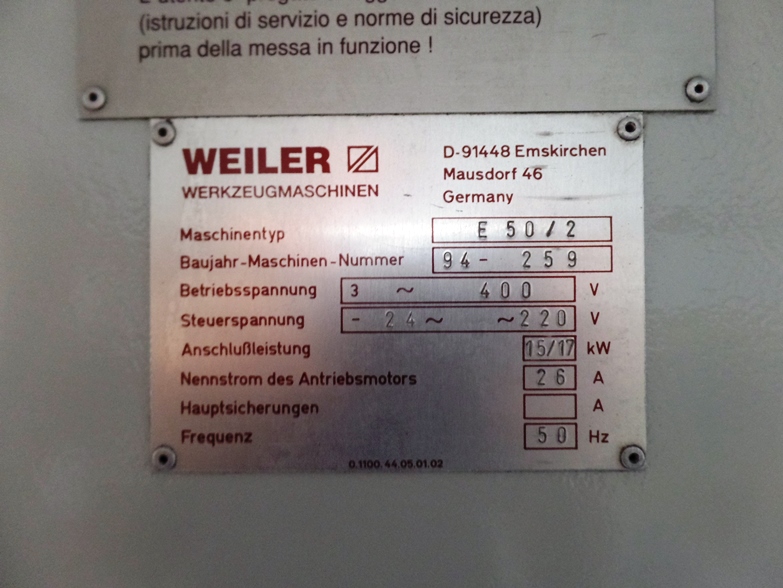 (istruzioni di servizio e norme di sicurezza)
prima della messa in funzione !
WEILER
WERKZEUGMASCHINEN
D-91448 Emskirchen
Mausdorf 46
Germany
Maschinentyp E 50/2
Baujahr-Maschinen-Nummer 94- 259
Betriebsspannung 3 ~ 400 V
Steuerspannung - 24~ ~220 V
Anschlußleistung 15/17 kW
Nennstrom des Antriebsmotors 26 A
Hauptsicherungen A
Frequenz 50 Hz
0.1100.44.05.01.02